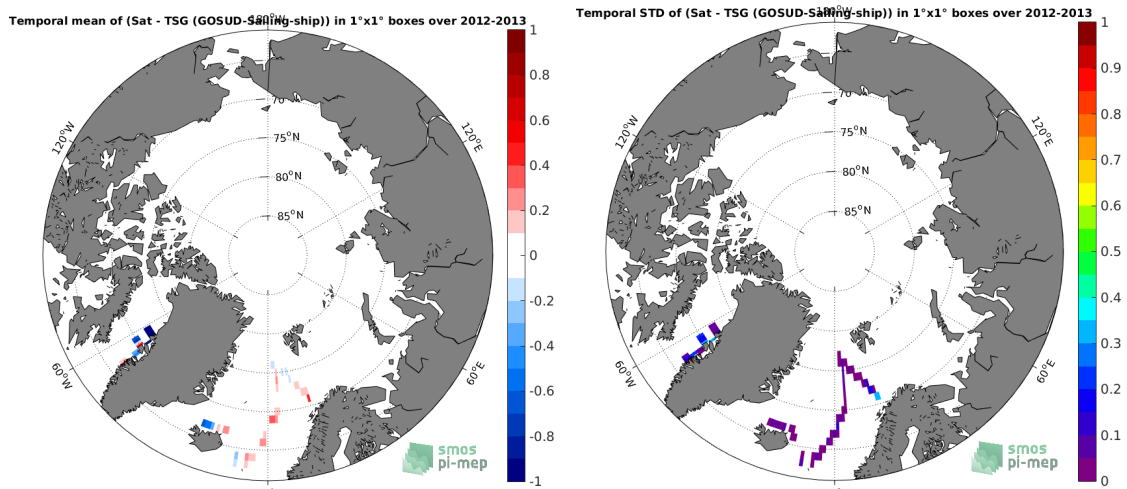 Temporal mean of (Sat - TSG (GOSUD-Sailing-ship)) in 1°x1° boxes over 2012-2013
180°W
120°W
120°E
70
75°N
80°N
85°N
60°W
60°E
1
0.8
0.6
0.4
0.2
0
-0.2
-0.4
-0.6
-0.8
-1
smos
pi-mep
Temporal STD of (Sat - TSG (GOSUD-Sailing-ship)) in 1°x1° boxes over 2012-2013
120°W
120°E
70
75°N
80°N
85°N
60°W
60°E
1
0.9
0.8
0.7
0.6
0.5
0.4
0.3
0.2
0.1
0
smos
pi-mep